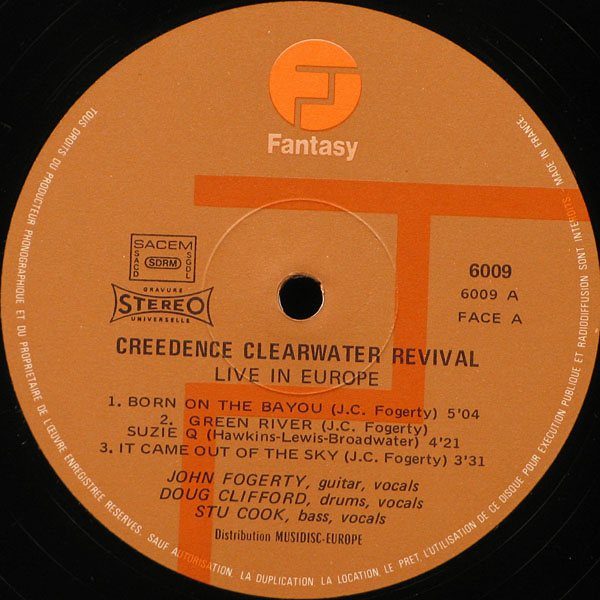 Fantasy
SACEM
SACD
SDRM
SGDL
GRAVURE
STEREO
UNIVERSELLE
6009
6009 A
FACE A
CREEDENCE CLEARWATER REVIVAL
LIVE IN EUROPE
1. BORN ON THE BAYOU (J.C. Fogerty) 5'04
2. GREEN RIVER (J.C. Fogerty)
SUZIE Q (Hawkins-Lewis-Broadwater) 4'21
3. IT CAME OUT OF THE SKY (J.C. Fogerty) 3'31
JOHN FOGERTY, guitar, vocals
DOUG CLIFFORD, drums, vocals
STU COOK, bass, vocals
Distribution MUSIDISC-EUROPE
TOUS DROITS DU PRODUCTEUR PHONOGRAPHIQUE ET DU PROPRIETAIRE DE L'ŒUVRE ENREGISTREE RESERVES. SAUF AUTORISATION, LA DUPLICATION, LA LOCATION, LE PRET, L'UTILISATION DE CE DISQUE POUR EXECUTION PUBLIQUE ET RADIODIFFUSION SONT INTERDITS - MADE IN FRANCE.